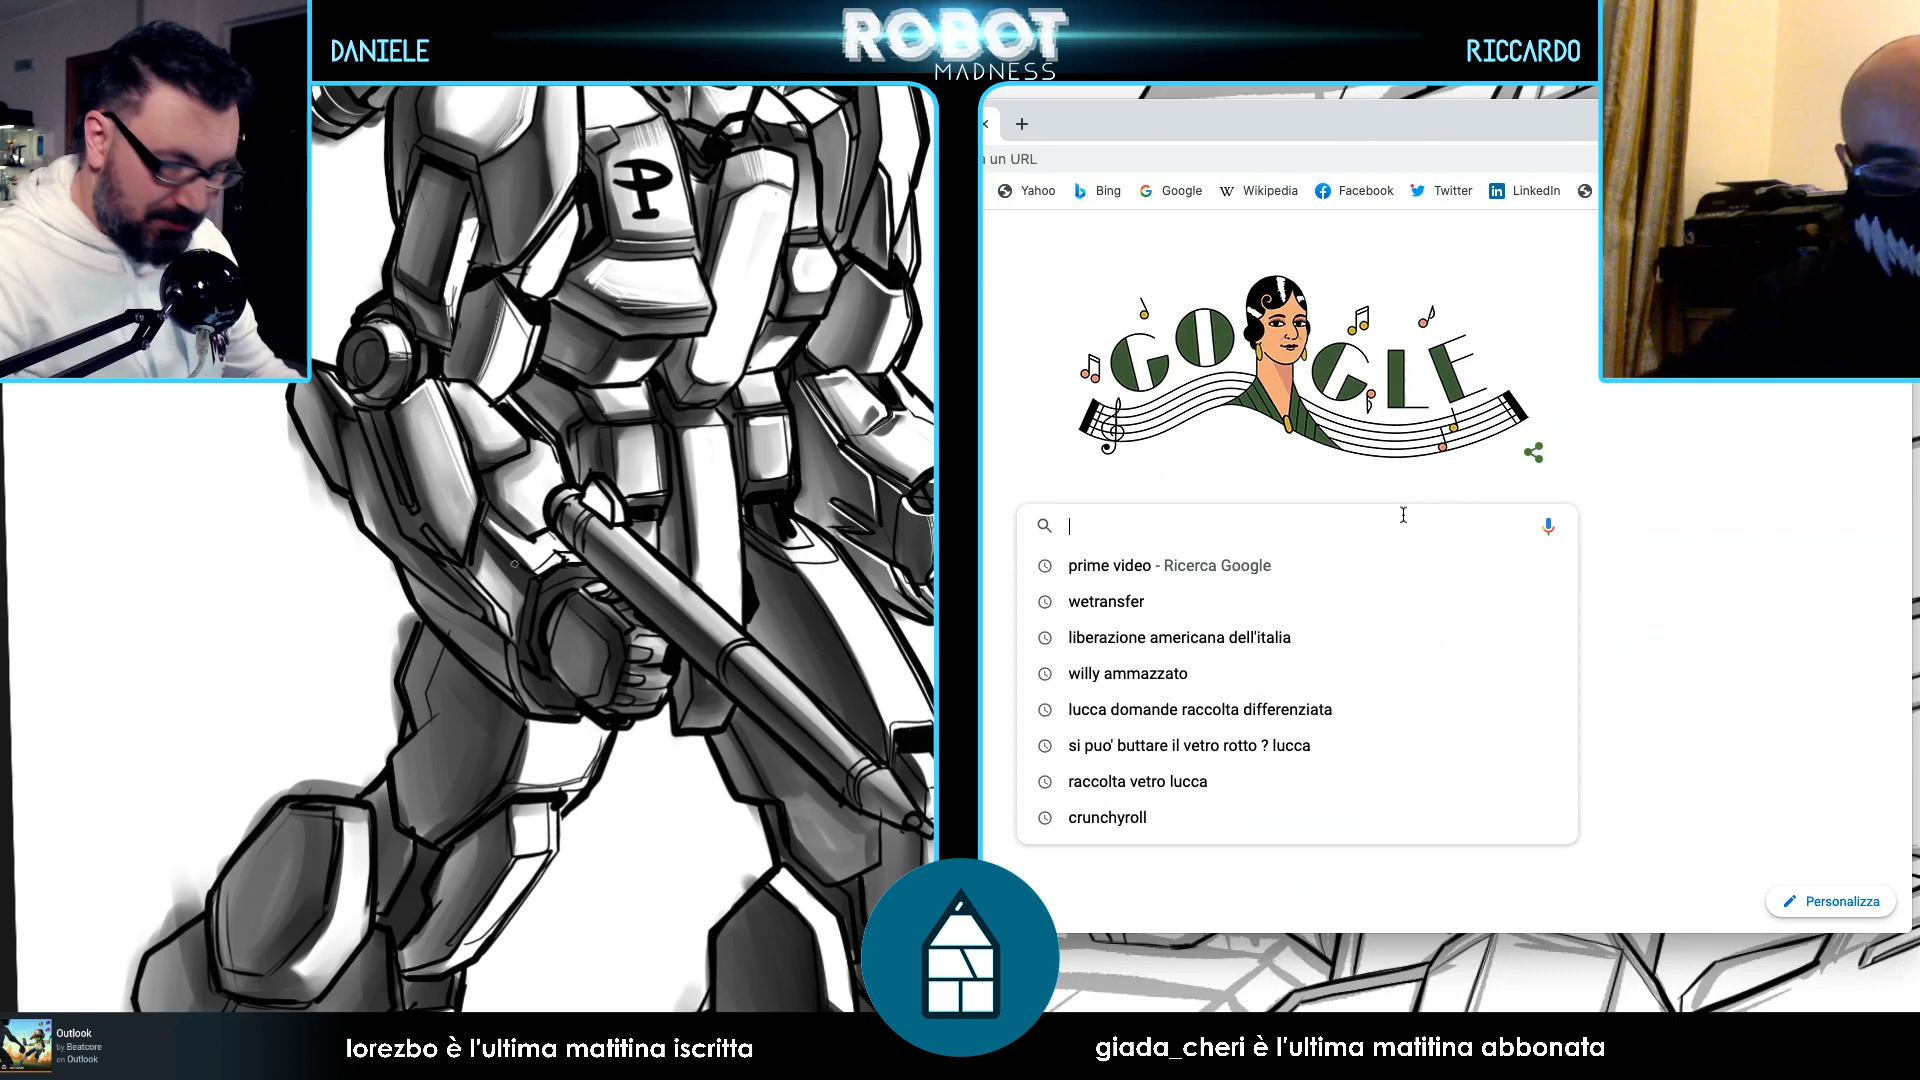 DANIELE
ROBOT
MADNESS
RICCARDO
P
a un URL
Yahoo
Bing
Google
Wikipedia
Facebook
Twitter
LinkedIn
GOOGLE
prime video - Ricerca Google
wetransfer
liberazione americana dell'italia
willy ammazzato
lucca domande raccolta differenziata
si puo' buttare il vetro rotto ? lucca
raccolta vetro lucca
crunchyroll
Personalizza
Outlook
by Beatcore
on Outlook
lorezbo è l'ultima matitina iscritta
giada_cheri è l'ultima matitina abbonata